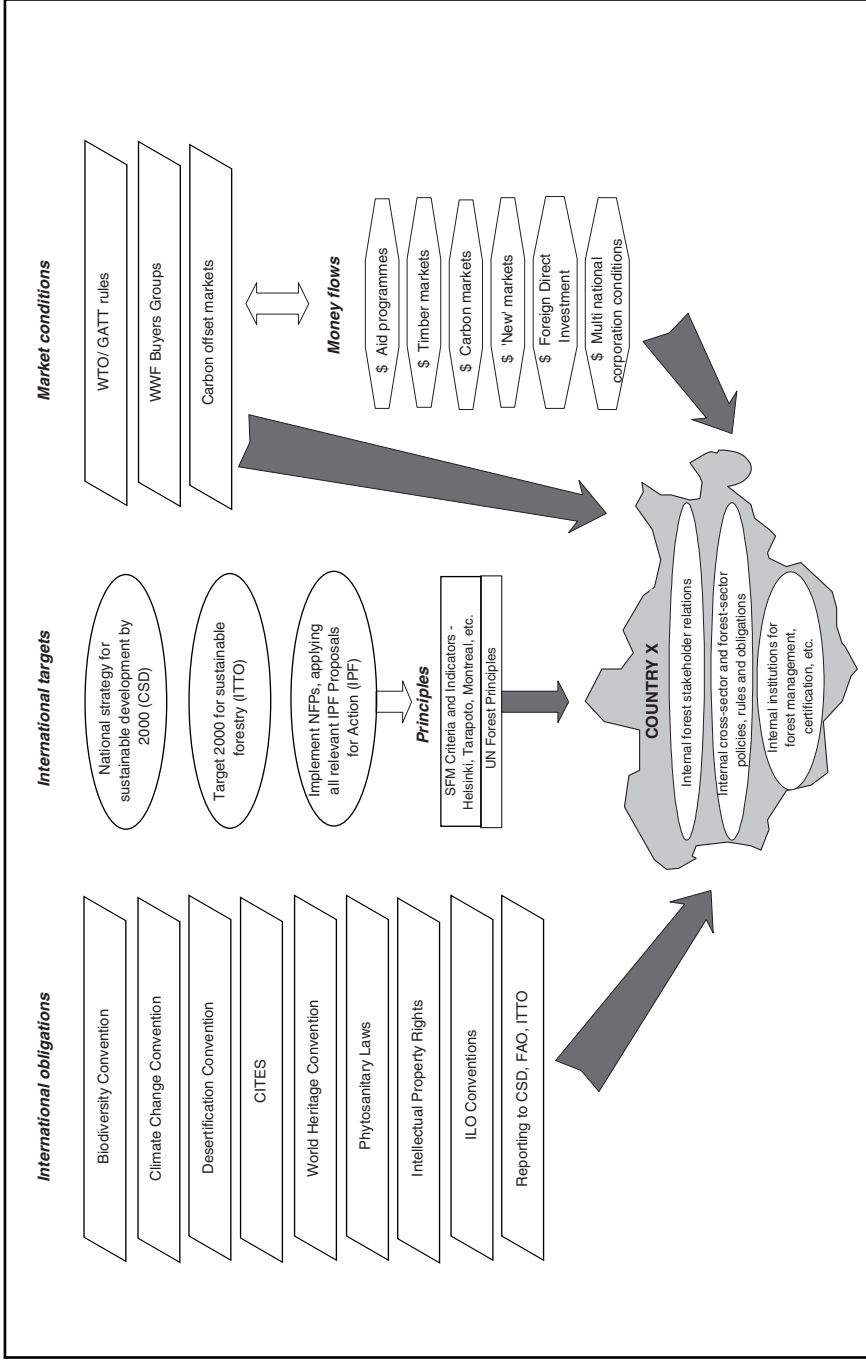 International obligations
Biodiversity Convention
Climate Change Convention
Desertification Convention
CITES
World Heritage Convention
Phytosanitary Laws
Intellectual Property Rights
ILO Conventions
Reporting to CSD, FAO, ITTO
International targets
National strategy for
sustainable development by
2000 (CSD)
Target 2000 for sustainable
forestry (ITTO)
Implement NFPs, applying
all relevant IPF Proposals
for Action (IPF)
Principles
SFM Criteria and Indicators -
Helsinki, Tarapoto, Montreal, etc.
UN Forest Principles
Market conditions
WTO/ GATT rules
WWF Buyers Groups
Carbon offset markets
Money flows
$ Aid programmes
$ Timber markets
$ Carbon markets
$ 'New' markets
$ Foreign Direct
Investment
$ Multi national
corporation conditions
COUNTRY X
Internal forest stakeholder relations
Internal cross-sector and forest-sector
policies, rules and obligations
Internal institutions for
forest management,
certification, etc.